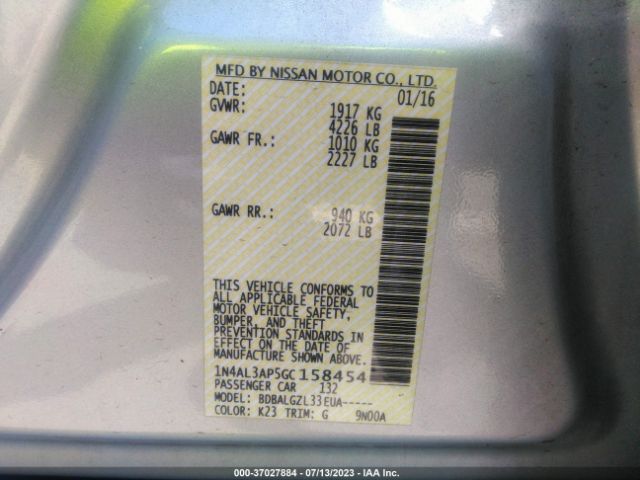 MFD BY NISSAN MOTOR CO., LTD.
DATE: 01/16
GVWR: 1917 KG
4226 LB
GAWR FR.: 1010 KG
2227 LB
GAWR RR.: 940 KG
2072 LB
THIS VEHICLE CONFORMS TO
ALL APPLICABLE FEDERAL
MOTOR VEHICLE SAFETY,
BUMPER, AND THEFT
PREVENTION STANDARDS IN
EFFECT ON THE DATE OF
MANUFACTURE SHOWN ABOVE.
1N4AL3AP5GC158454
PASSENGER CAR 132
MODEL: BDBALGZL33EUA-----
COLOR: K23 TRIM: G 9N00A
000-37027884 - 07/13/2023 - IAA Inc.